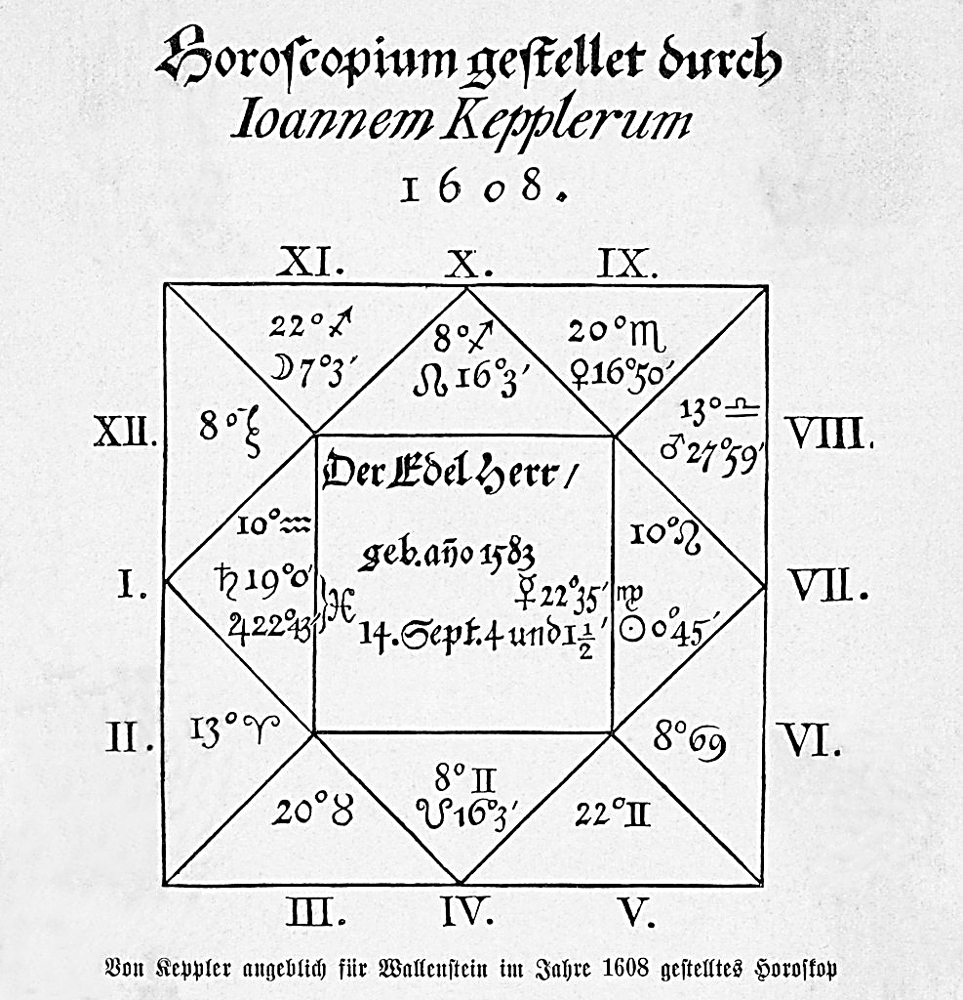 Horoscopium gestellet durch
Ioannem Kepplerum
1608.
XI. X. IX.
22°♐ 8°♐ 20°♏
☽7°3′ ☊16°3′ ♀16°50′
13°♎
XII. 8°♑ ♂27°59′ VIII.
Der Edel Herr/
10°♒ 10°♌
geb. año 1583
I. ♄19°0′ ♓ ☿22°35′ ♍ VII.
♃22°43′ 14. Sept. 4 und 1½′ ☉0°45′
II. 13°♈ 8°♋ VI.
8°♊
20°♉ ☋16°3′ 22°♊
III. IV. V.
Von Keppler angeblich für Wallenstein im Jahre 1608 gestelltes Horoskop